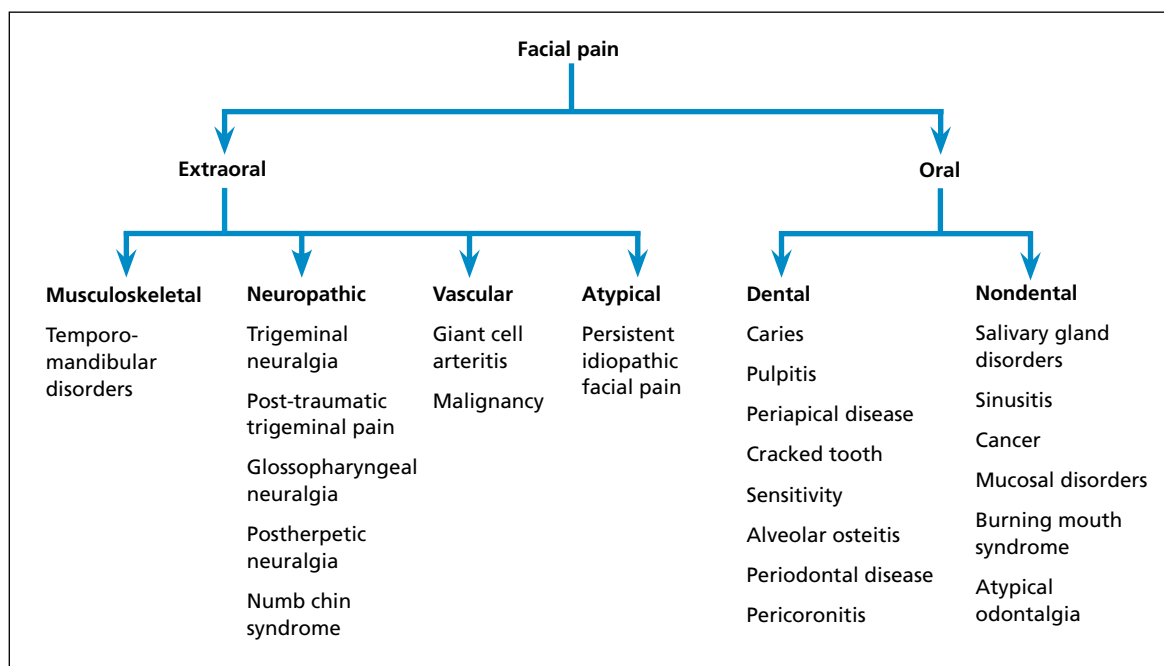 Facial pain
Extraoral
Oral
Musculoskeletal
Temporo-
mandibular
disorders
Neuropathic
Trigeminal
neuralgia
Post-traumatic
trigeminal pain
Glossopharyngeal
neuralgia
Postherpetic
neuralgia
Numb chin
syndrome
Vascular
Giant cell
arteritis
Malignancy
Atypical
Persistent
idiopathic
facial pain
Dental
Caries
Pulpitis
Periapical disease
Cracked tooth
Sensitivity
Alveolar osteitis
Periodontal disease
Pericoronitis
Nondental
Salivary gland
disorders
Sinusitis
Cancer
Mucosal disorders
Burning mouth
syndrome
Atypical
odontalgia